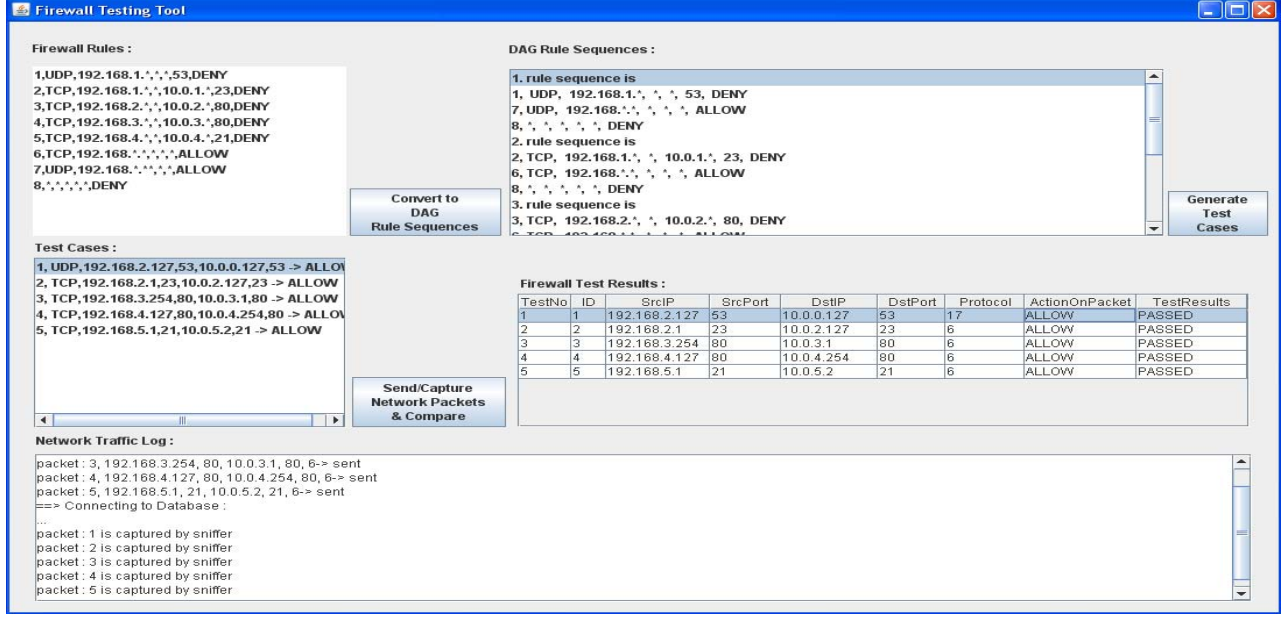 Firewall Testing Tool
Firewall Rules :
1,UDP,192.168.1.*,*,*,53,DENY
2,TCP,192.168.1.*,*,10.0.1.*,23,DENY
3,TCP,192.168.2.*,*,10.0.2.*,80,DENY
4,TCP,192.168.3.*,*,10.0.3.*,80,DENY
5,TCP,192.168.4.*,*,10.0.4.*,21,DENY
6,TCP,192.168.*.*,*,*,*,ALLOW
7,UDP,192.168.*.**,*,*,ALLOW
8,*,*,*,*,*,DENY
Convert to
DAG
Rule Sequences
DAG Rule Sequences :
1. rule sequence is
1, UDP, 192.168.1.*, *, *, 53, DENY
7, UDP, 192.168.*.*, *, *, *, ALLOW
8, *, *, *, *, *, DENY
2. rule sequence is
2, TCP, 192.168.1.*, *, 10.0.1.*, 23, DENY
6, TCP, 192.168.*.*, *, *, *, ALLOW
8, *, *, *, *, *, DENY
3. rule sequence is
3, TCP, 192.168.2.*, *, 10.0.2.*, 80, DENY
Generate
Test
Cases
Test Cases :
1, UDP,192.168.2.127,53,10.0.0.127,53 -> ALLO
2, TCP,192.168.2.1,23,10.0.2.127,23 -> ALLOW
3, TCP,192.168.3.254,80,10.0.3.1,80 -> ALLOW
4, TCP,192.168.4.127,80,10.0.4.254,80 -> ALLO
5, TCP,192.168.5.1,21,10.0.5.2,21 -> ALLOW
Send/Capture
Network Packets
& Compare
Firewall Test Results :
TestNo ID SrcIP SrcPort DstIP DstPort Protocol ActionOnPacket TestResults
1 1 192.168.2.127 53 10.0.0.127 53 17 ALLOW PASSED
2 2 192.168.2.1 23 10.0.2.127 23 6 ALLOW PASSED
3 3 192.168.3.254 80 10.0.3.1 80 6 ALLOW PASSED
4 4 192.168.4.127 80 10.0.4.254 80 6 ALLOW PASSED
5 5 192.168.5.1 21 10.0.5.2 21 6 ALLOW PASSED
Network Traffic Log :
packet : 3, 192.168.3.254, 80, 10.0.3.1, 80, 6-> sent
packet : 4, 192.168.4.127, 80, 10.0.4.254, 80, 6-> sent
packet : 5, 192.168.5.1, 21, 10.0.5.2, 21, 6-> sent
==> Connecting to Database :
...
packet : 1 is captured by sniffer
packet : 2 is captured by sniffer
packet : 3 is captured by sniffer
packet : 4 is captured by sniffer
packet : 5 is captured by sniffer